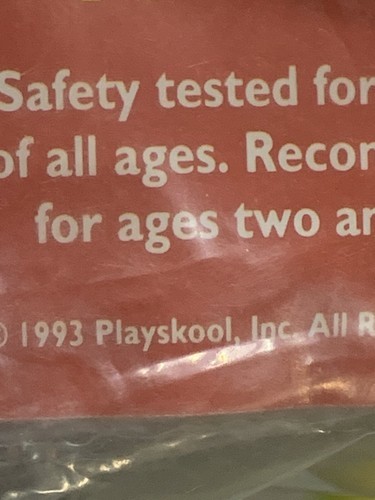 Safety tested for
of all ages. Recom
for ages two an
© 1993 Playskool, Inc. All R